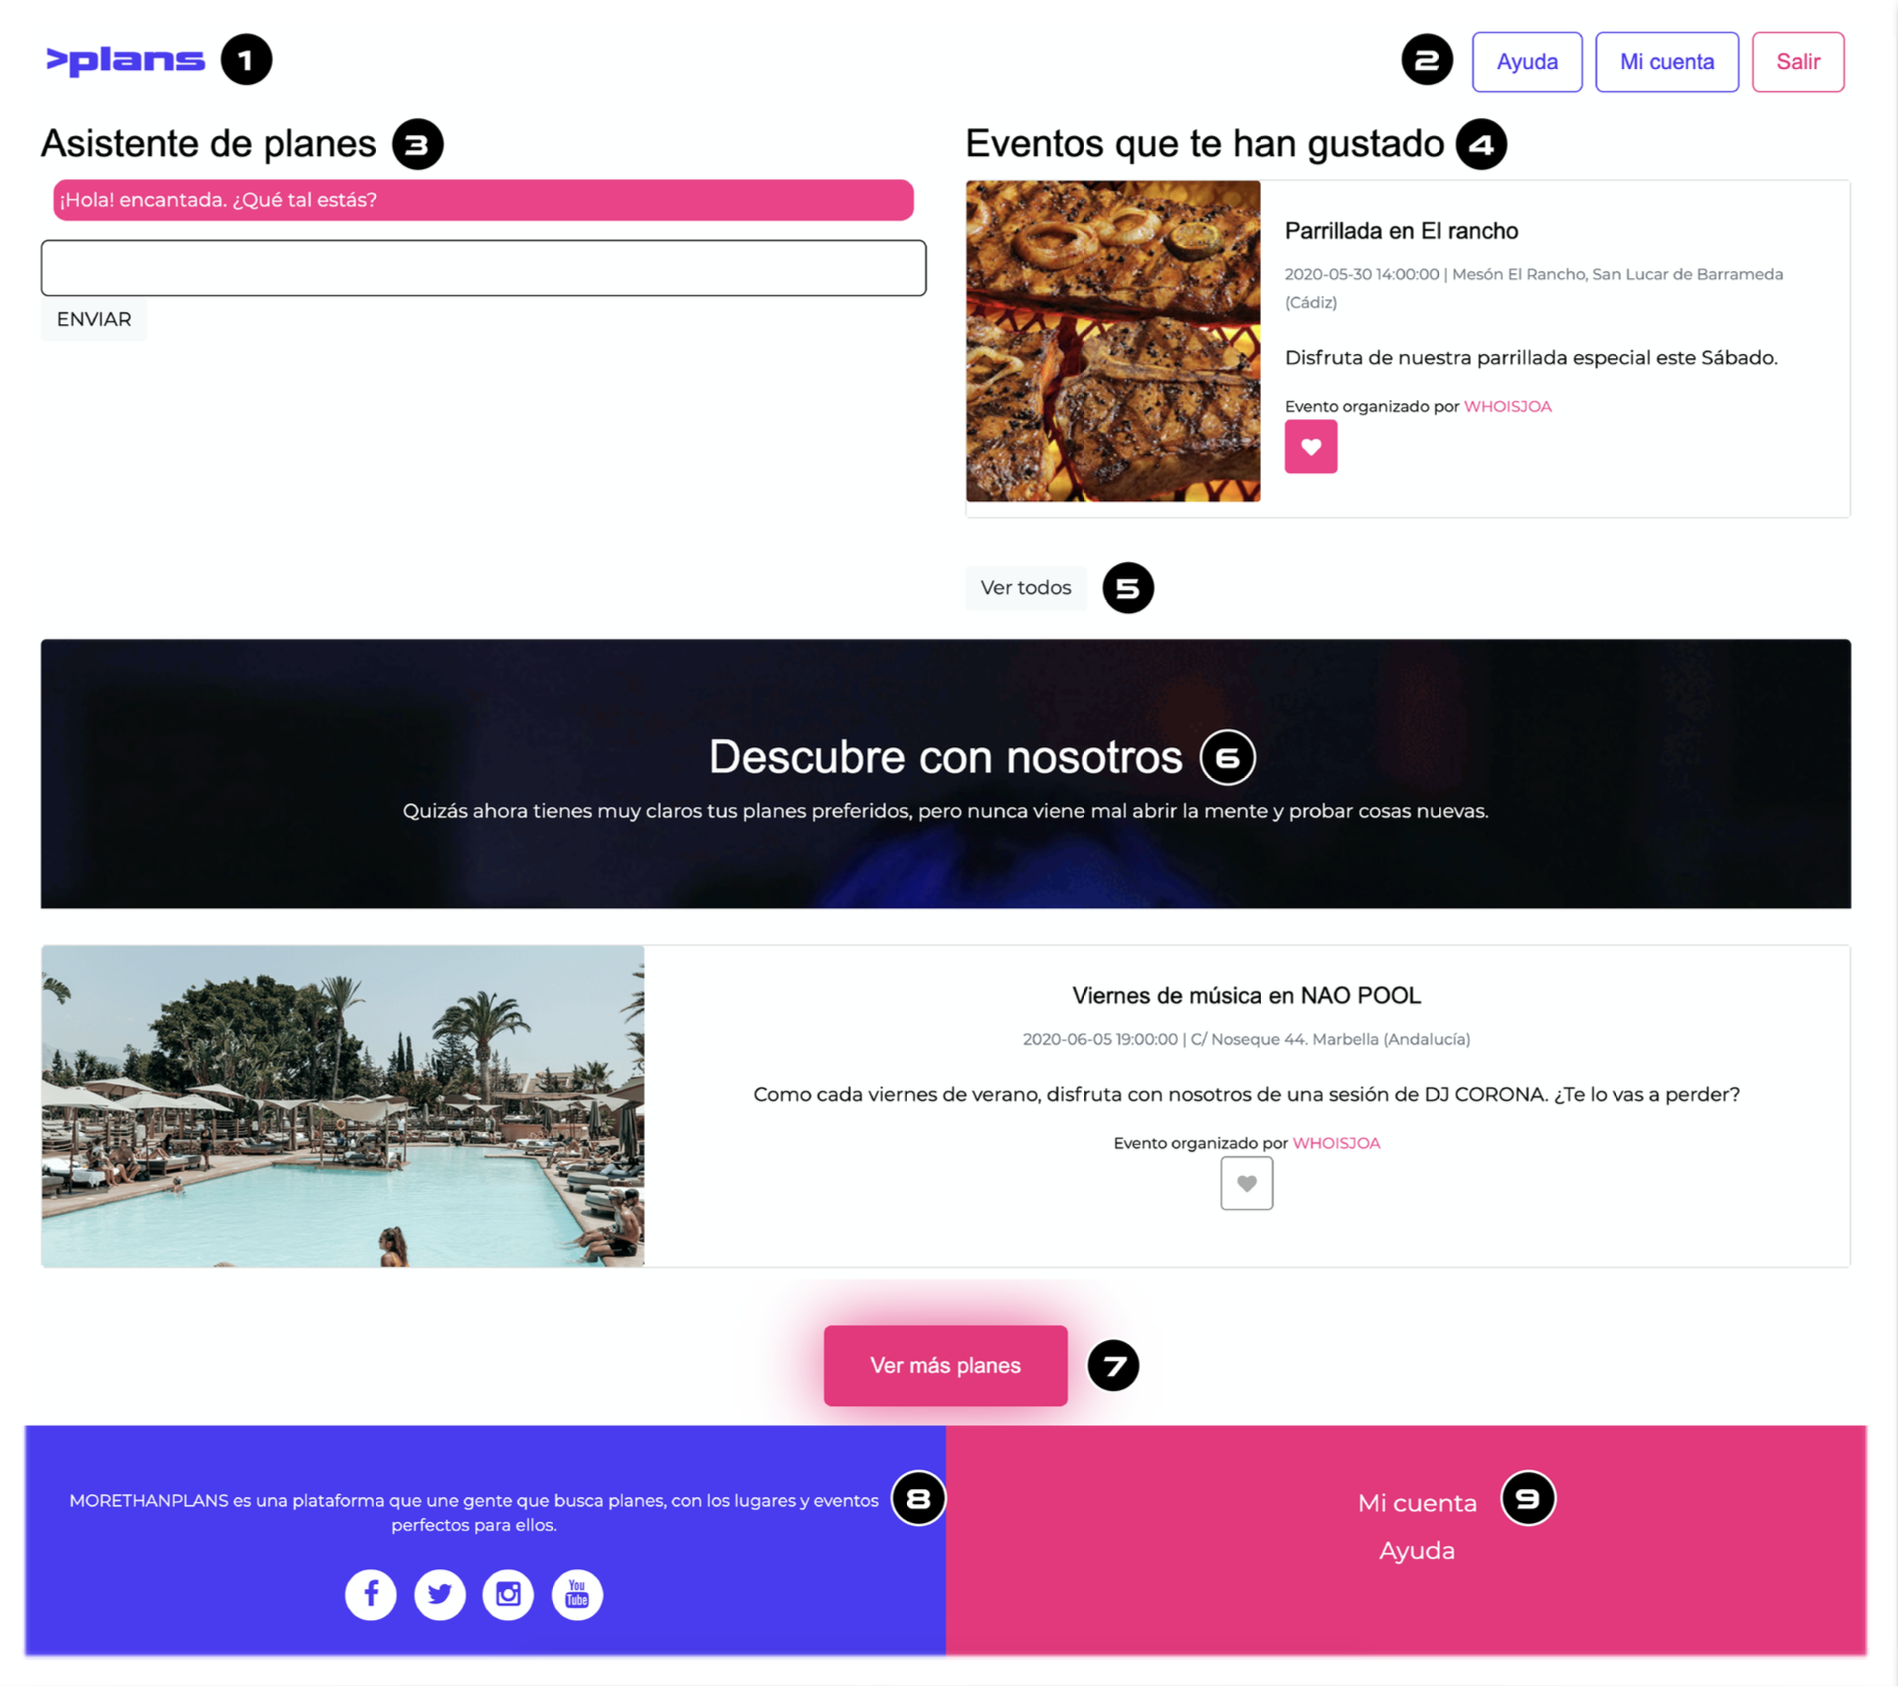 >plans 1
2 Ayuda Mi cuenta Salir
Asistente de planes 3
¡Hola! encantada. ¿Qué tal estás?
ENVIAR
Eventos que te han gustado 4
Parrillada en El rancho
2020-05-30 14:00:00 | Mesón El Rancho, San Lucar de Barrameda
(Cádiz)
Disfruta de nuestra parrillada especial este Sábado.
Evento organizado por WHOISJOA
Ver todos 5
Descubre con nosotros 6
Quizás ahora tienes muy claros tus planes preferidos, pero nunca viene mal abrir la mente y probar cosas nuevas.
Viernes de música en NAO POOL
2020-06-05 19:00:00 | C/ Noseque 44. Marbella (Andalucía)
Como cada viernes de verano, disfruta con nosotros de una sesión de DJ CORONA. ¿Te lo vas a perder?
Evento organizado por WHOISJOA
Ver más planes 7
MORETHANPLANS es una plataforma que une gente que busca planes, con los lugares y eventos 8
perfectos para ellos.
You
Tube
Mi cuenta 9
Ayuda